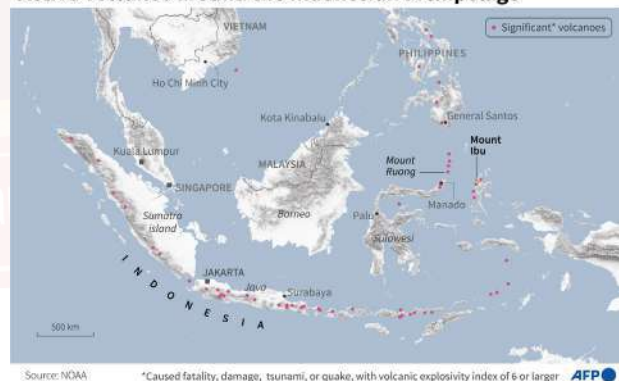 VIETNAM
Significant* volcanoes
PHILIPPINES
Ho Chi Minh City
General Santos
Kota Kinabalu
Mount
Ibu
Kuala Lumpur
MALAYSIA
Mount
Ruang
SINGAPORE
Manado
Sumatra
island
Borneo
Palu
Sulawesi
JAKARTA
Java
Surabaya
INDONESIA
500 km
Source: NOAA
*Caused fatality, damage, tsunami, or quake, with volcanic explosivity index of 6 or larger
AFP